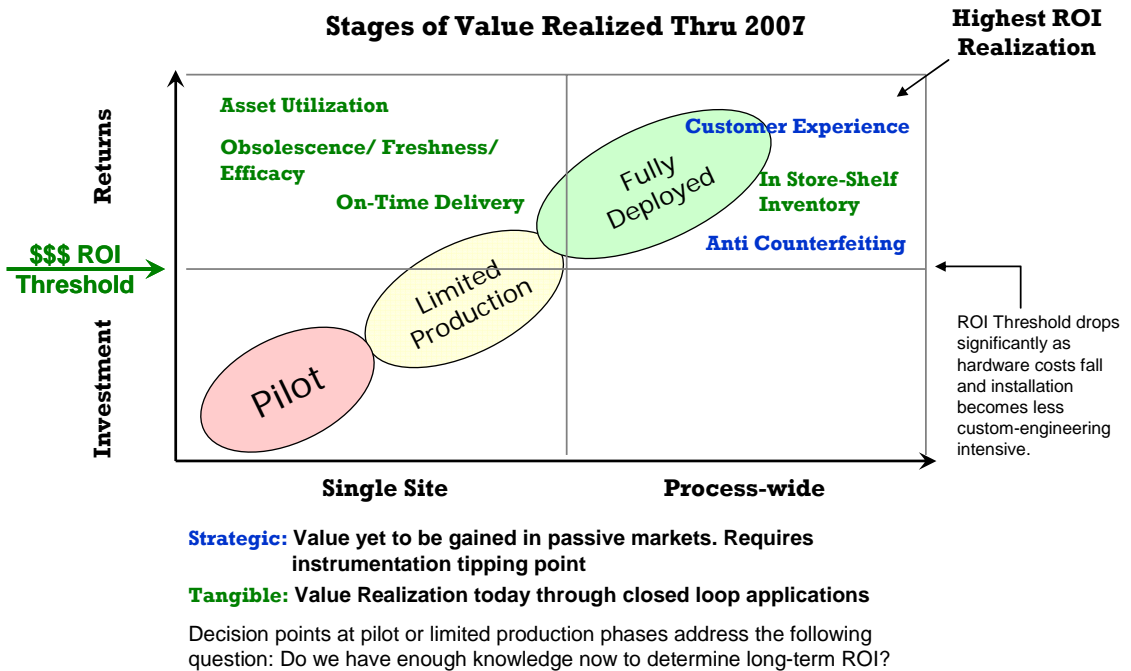 Stages of Value Realized Thru 2007
Highest ROI
Realization
Returns
Investment
$$$ ROI
Threshold
Asset Utilization
Obsolescence/ Freshness/
Efficacy
On-Time Delivery
Customer Experience
In Store-Shelf
Inventory
Anti Counterfeiting
Fully
Deployed
Limited
Production
Pilot
ROI Threshold drops
significantly as
hardware costs fall
and installation
becomes less
custom-engineering
intensive.
Single Site
Process-wide
Strategic: Value yet to be gained in passive markets. Requires
instrumentation tipping point
Tangible: Value Realization today through closed loop applications
Decision points at pilot or limited production phases address the following
question: Do we have enough knowledge now to determine long-term ROI?